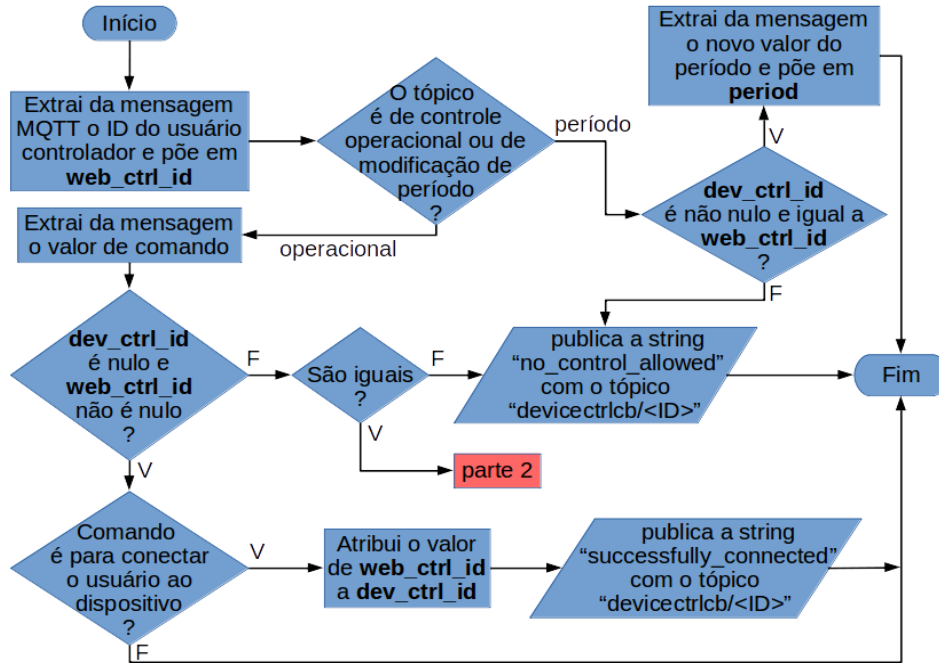 Início
Extrai da mensagem
MQTT o ID do usuário
controlador e põe em
web_ctrl_id
O tópico
é de controle
operacional ou de
modificação de
período
?
período
Extrai da mensagem
o novo valor do
período e põe em
period
V
dev_ctrl_id
é não nulo e igual a
web_ctrl_id
?
F
operacional
Extrai da mensagem
o valor de comando
dev_ctrl_id
é nulo e
web_ctrl_id
não é nulo
?
F
São iguais
?
F
publica a string
“no_control_allowed”
com o tópico
“devicectrlcb/<ID>”
Fim
V
parte 2
V
Comando
é para conectar
o usuário ao
dispositivo
?
V
Atribui o valor
de web_ctrl_id
a dev_ctrl_id
publica a string
“successfully_connected”
com o tópico
“devicectrlcb/<ID>”
F